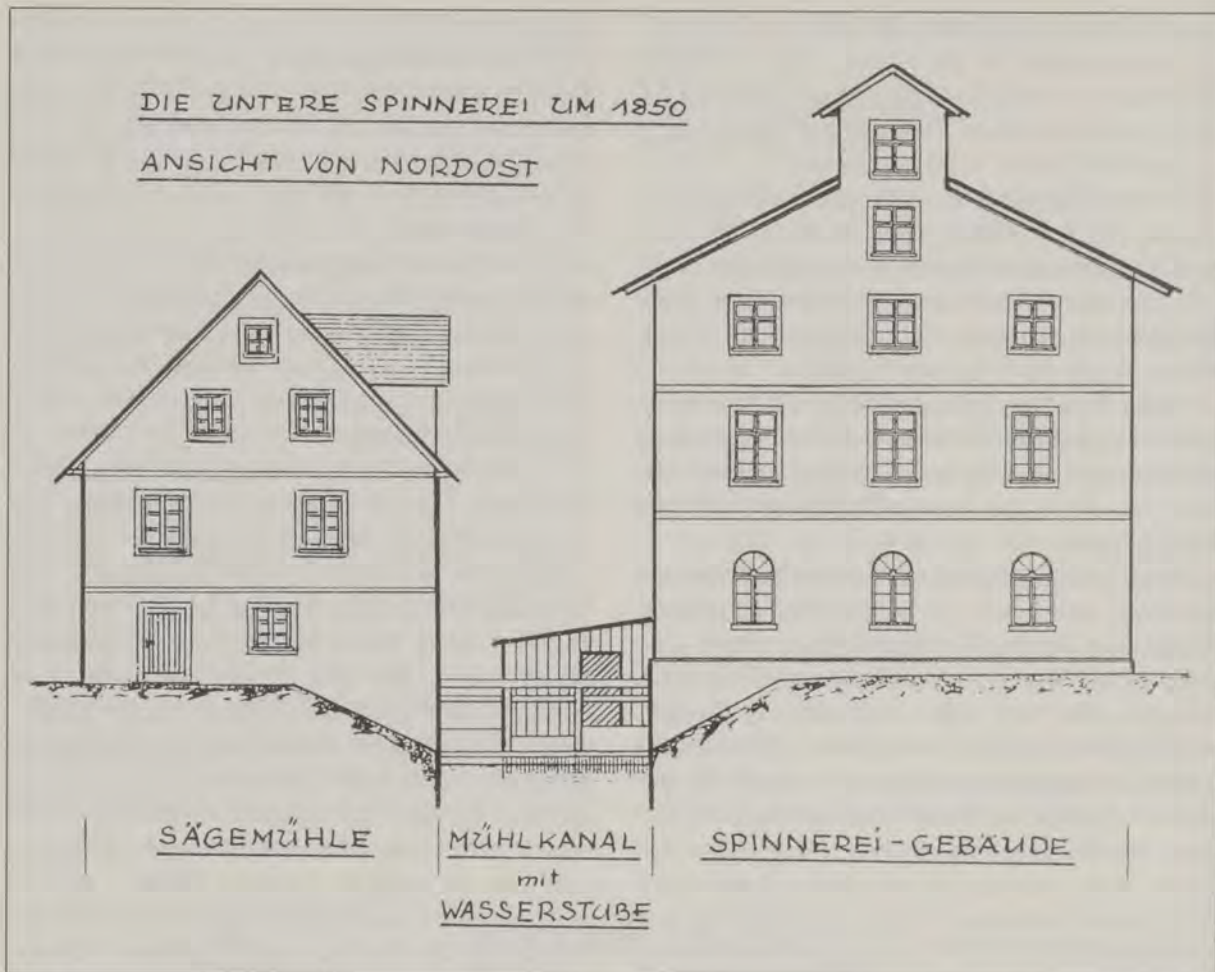 DIE UNTERE SPINNEREI UM 1850
ANSICHT VON NORDOST
SÄGEMÜHLE
MÜHLKANAL
mit
WASSERSTUBE
SPINNEREi-GEBÄUDE